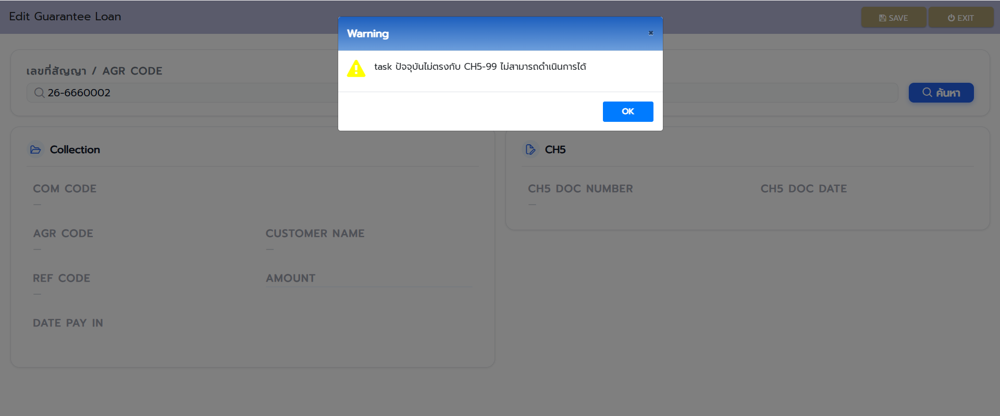 Edit Guarantee Loan
SAVE
EXIT
Warning
×
task ปัจจุบันไม่ตรงกับ CH5-99 ไม่สามารถดำเนินการได้
OK
เลขที่สัญญา / AGR CODE
26-6660002
ค้นหา
Collection
COM CODE
—
AGR CODE
—
CUSTOMER NAME
—
REF CODE
—
AMOUNT
DATE PAY IN
CH5
CH5 DOC NUMBER
—
CH5 DOC DATE